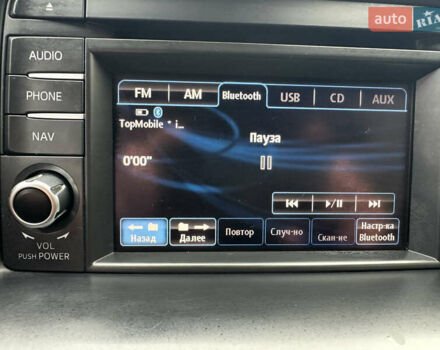 auto RIA
AUDIO
PHONE
NAV
VOL
PUSH POWER
FM AM Bluetooth USB CD AUX
TopMobile * i...
Пауза
0'00"
Назад Далее Повтор Случ-но Скан-ие Настр-ка Bluetooth